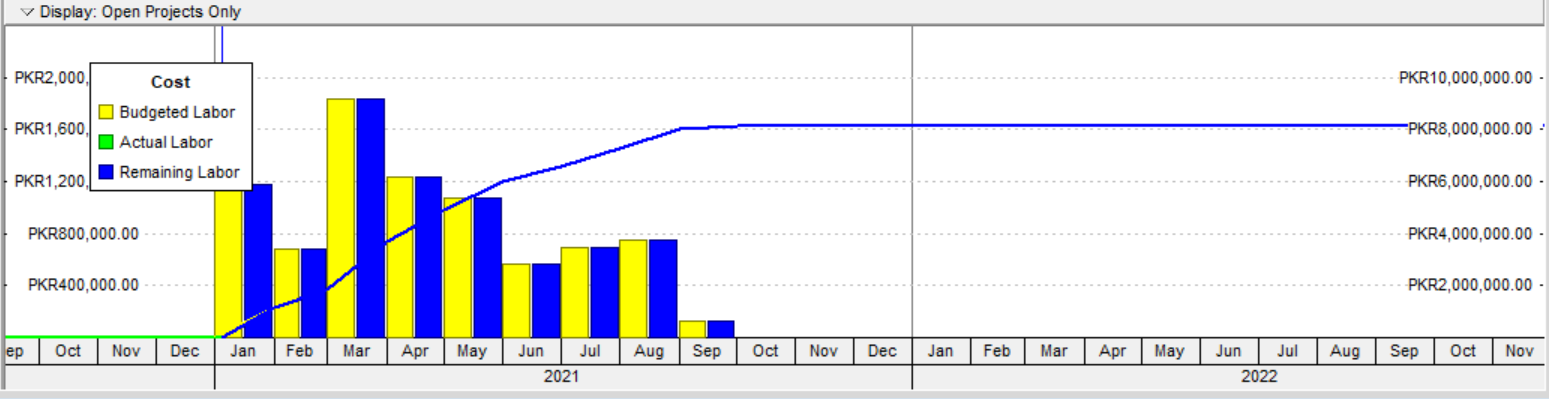 Display: Open Projects Only
PKR2,000,
PKR1,600,
PKR1,200,
PKR800,000.00
PKR400,000.00
Cost
Budgeted Labor
Actual Labor
Remaining Labor
PKR10,000,000.00
PKR8,000,000.00
PKR6,000,000.00
PKR4,000,000.00
PKR2,000,000.00
ep Oct Nov Dec Jan Feb Mar Apr May Jun Jul Aug Sep Oct Nov Dec Jan Feb Mar Apr May Jun Jul Aug Sep Oct Nov
2021 2022